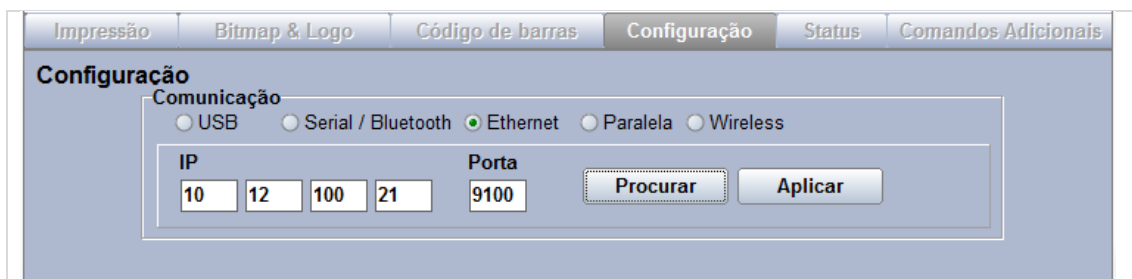 Impressão Bitmap & Logo Código de barras Configuração Status Comandos Adicionais
Configuração
Comunicação
USB Serial / Bluetooth Ethernet Paralela Wireless
IP Porta
10 12 100 21 9100 Procurar Aplicar